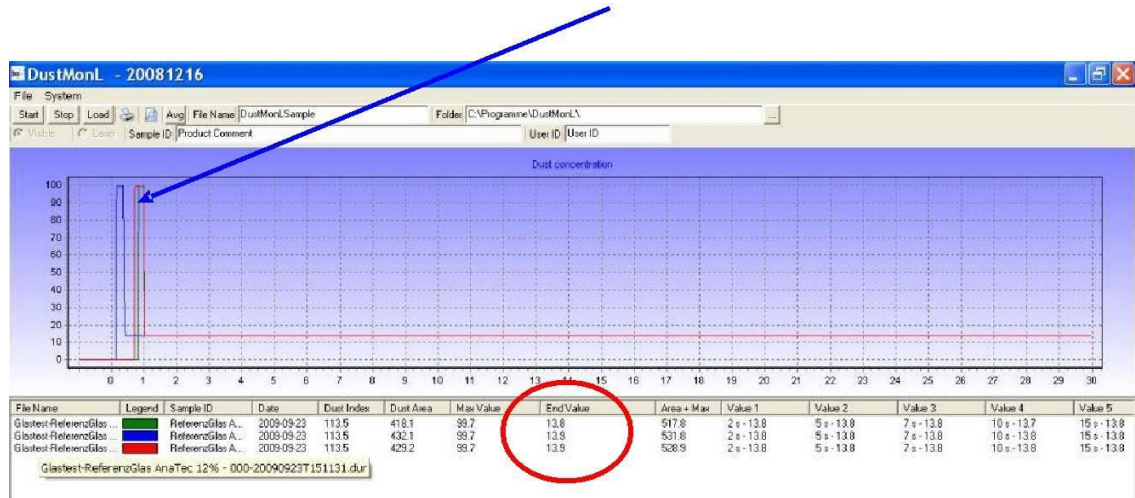 DustMonL - 20081216
File System
Start Stop Load Avg File Name DustMonLSample Folder C:\Programme\DustMonL\ ...
Visible Laser Sample ID Product Comment User ID User ID
Dust concentration
100
90
80
70
60
50
40
30
20
10
0
0 1 2 3 4 5 6 7 8 9 10 11 12 13 14 15 16 17 18 19 20 21 22 23 24 25 26 27 28 29 30
File Name Legend Sample ID Date Dust Index Dust Area Max Value End Value Area + Max Value 1 Value 2 Value 3 Value 4 Value 5
Glastest-ReferenzGlas ... ReferenzGlas A... 2009-09-23 113.5 418.1 99.7 13.8 517.8 2 s - 13.8 5 s - 13.8 7 s - 13.8 10 s - 13.7 15 s - 13.8
Glastest-ReferenzGlas ... ReferenzGlas A... 2009-09-23 113.5 432.1 99.7 13.9 531.8 2 s - 13.8 5 s - 13.8 7 s - 13.8 10 s - 13.8 15 s - 13.8
Glastest-ReferenzGlas ... ReferenzGlas A... 2009-09-23 113.5 429.2 99.7 13.9 528.9 2 s - 13.8 5 s - 13.8 7 s - 13.8 10 s - 13.8 15 s - 13.8
Glastest-ReferenzGlas AnaTec 12% - 000-20090923T151131.dur